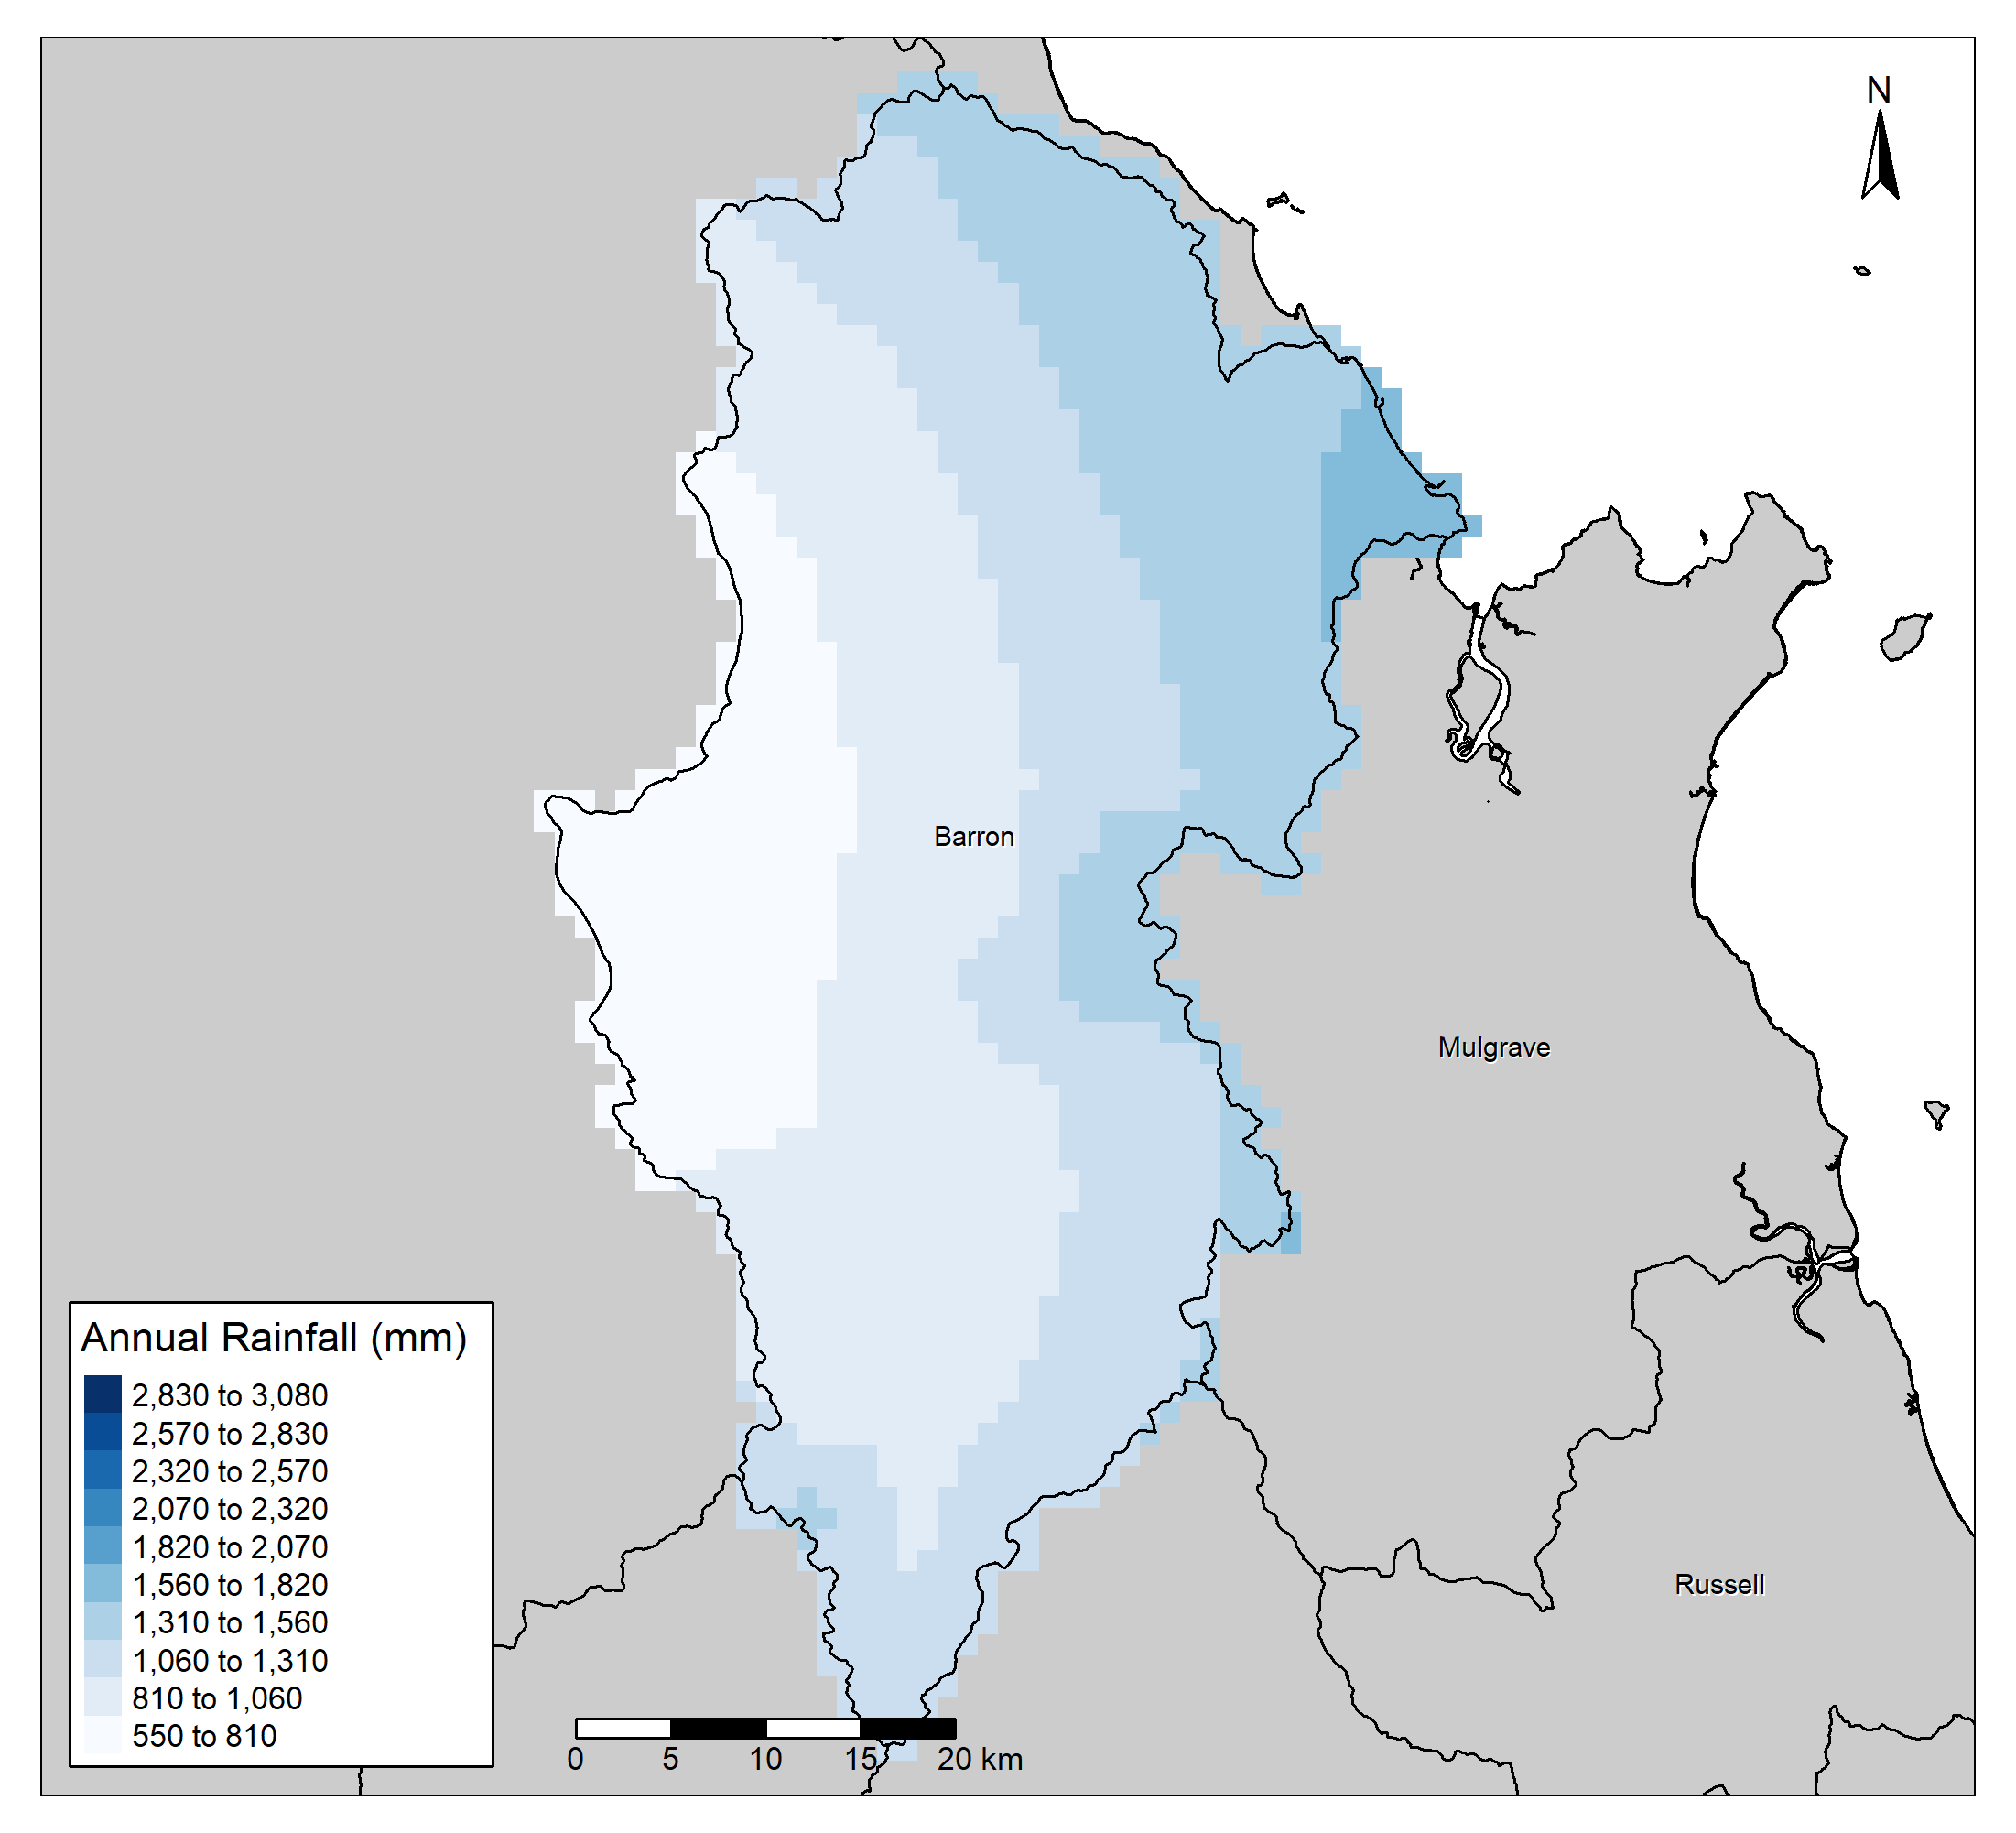 N
Barron
Mulgrave
Annual Rainfall (mm)
2,830 to 3,080
2,570 to 2,830
2,320 to 2,570
2,070 to 2,320
1,820 to 2,070
1,560 to 1,820
1,310 to 1,560
1,060 to 1,310
810 to 1,060
550 to 810
Russell
0 5 10 15 20 km